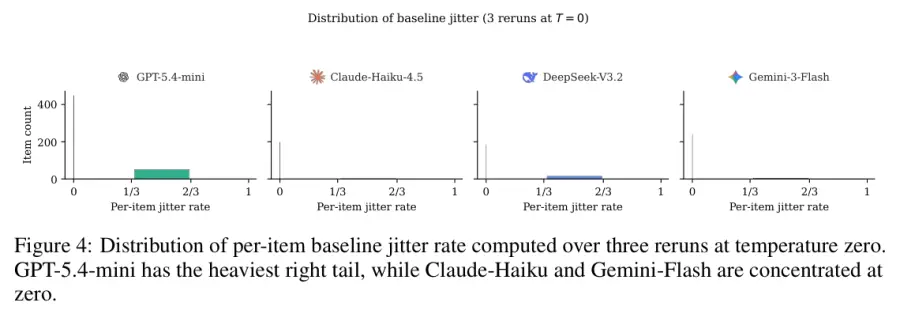 Distribution of baseline jitter (3 reruns at T = 0)
GPT-5.4-mini
Claude-Haiku-4.5
DeepSeek-V3.2
Gemini-3-Flash
Item count
400
200
0
0 1/3 2/3 1
0 1/3 2/3 1
0 1/3 2/3 1
0 1/3 2/3 1
Per-item jitter rate
Per-item jitter rate
Per-item jitter rate
Per-item jitter rate
Figure 4: Distribution of per-item baseline jitter rate computed over three reruns at temperature zero.
GPT-5.4-mini has the heaviest right tail, while Claude-Haiku and Gemini-Flash are concentrated at
zero.